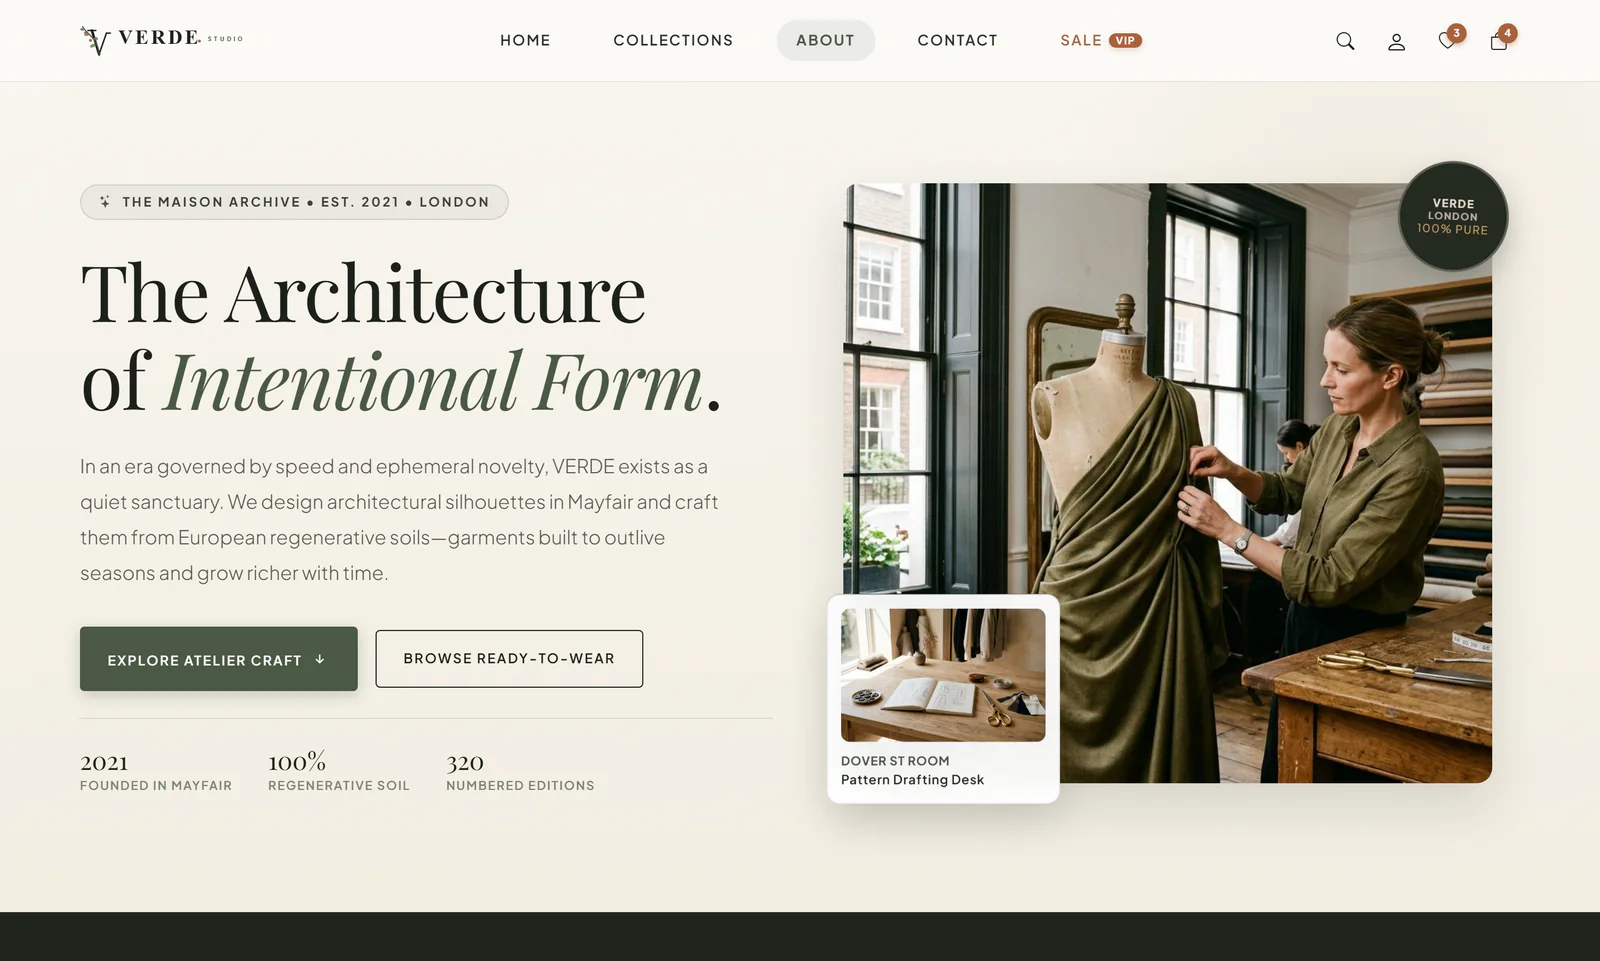 VERDE STUDIO
HOME
COLLECTIONS
ABOUT
CONTACT
SALE VIP
3
4
THE MAISON ARCHIVE • EST. 2021 • LONDON
The Architecture
of Intentional Form.
In an era governed by speed and ephemeral novelty, VERDE exists as a
quiet sanctuary. We design architectural silhouettes in Mayfair and craft
them from European regenerative soils—garments built to outlive
seasons and grow richer with time.
EXPLORE ATELIER CRAFT ↓
BROWSE READY-TO-WEAR
2021
FOUNDED IN MAYFAIR
100%
REGENERATIVE SOIL
320
NUMBERED EDITIONS
VERDE
LONDON
100% PURE
DOVER ST ROOM
Pattern Drafting Desk